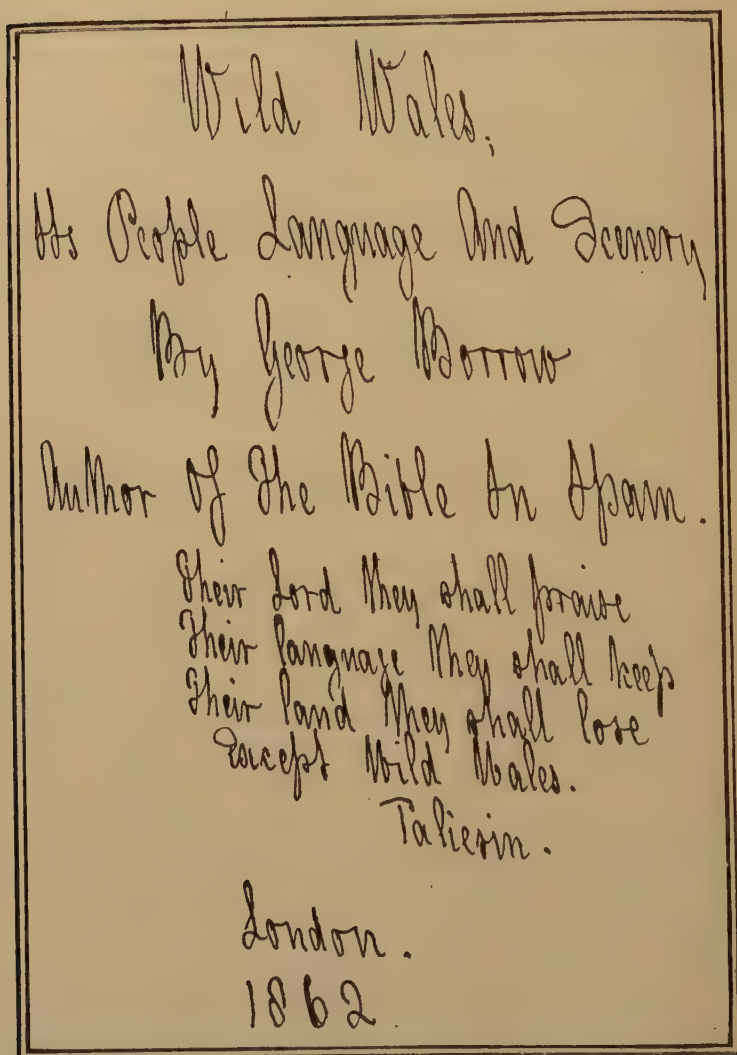 Wild Wales;
Its People Language And Scenery
By George Borrow
Author Of The Bible In Spain.
Their Lord they shall praise
Their language they shall keep
Their land they shall lose
Except Wild Wales.
Taliesin.
London.
1862